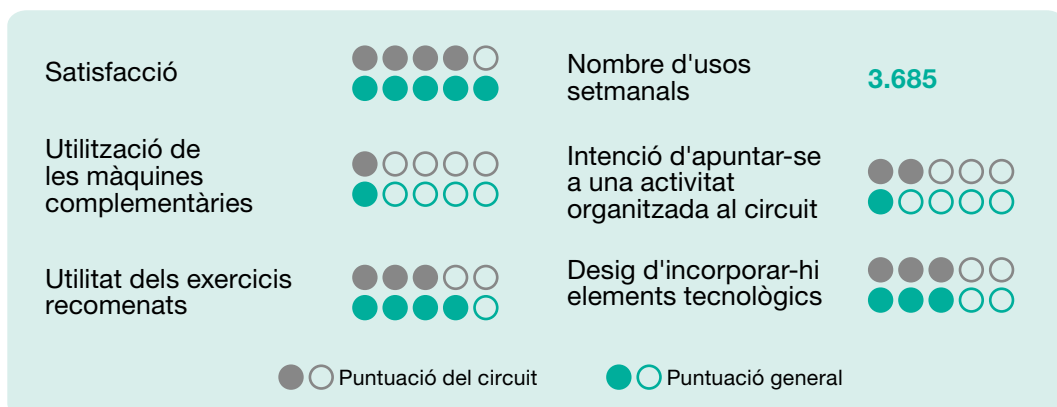 Satisfacció
Nombre d'usos
setmanals
3.685
Utilització de
les màquines
complementàries
Intenció d'apuntar-se
a una activitat
organitzada al circuit
Utilitat dels exercicis
recomenats
Desig d'incorporar-hi
elements tecnològics
Puntuació del circuit
Puntuació general